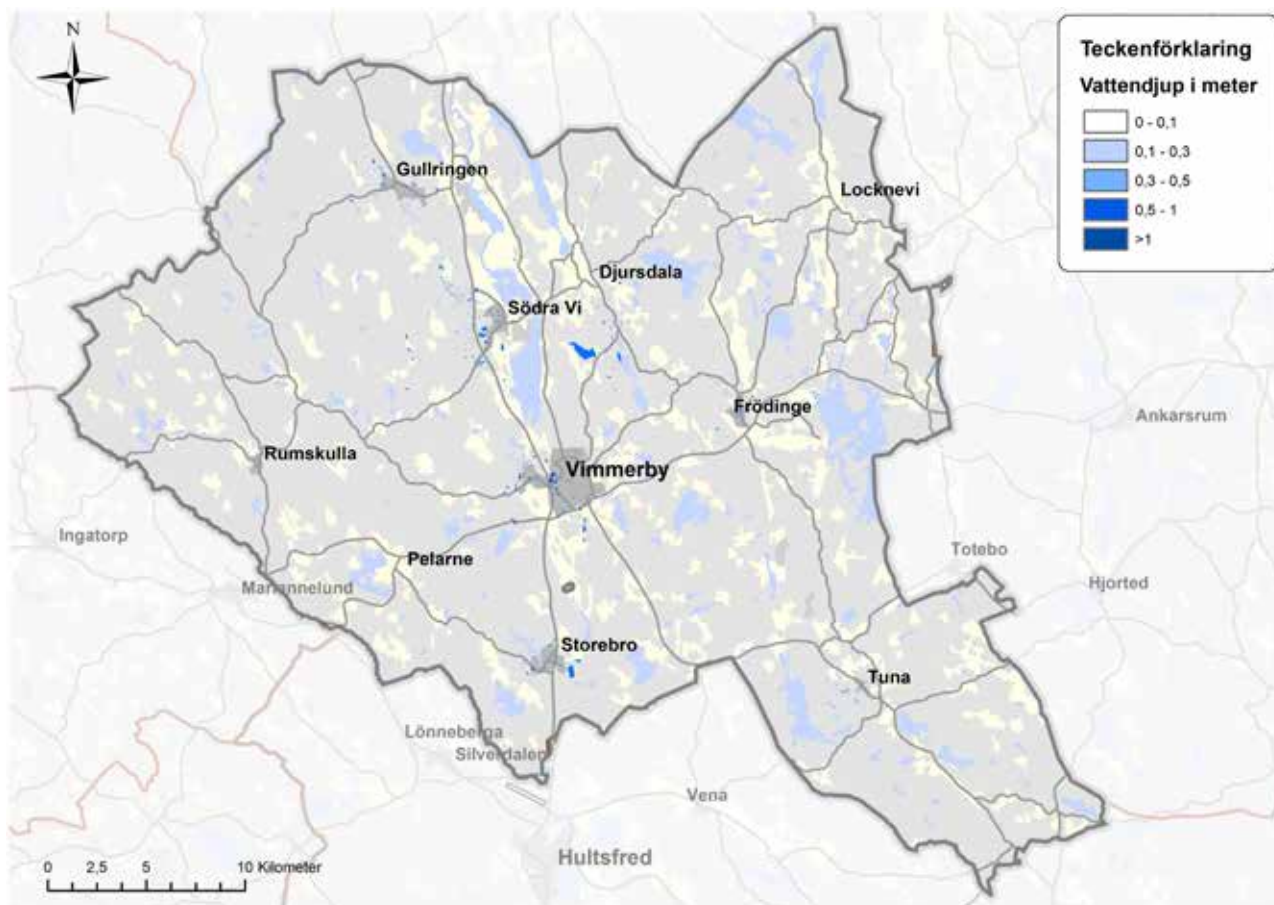 N
Teckenförklaring
Vattendjup i meter
0 - 0,1
0,1 - 0,3
0,3 - 0,5
0,5 - 1
>1
Gullringen
Locknevi
Djursdala
Södra Vi
Frödinge
Ankarsrum
Rumskulla
Vimmerby
Ingatorp
Pelarne
Totebo
Mariannelund
Hjorted
Storebro
Tuna
Lönneberga
Silverdalen
Vena
Hultsfred
0 2,5 5 10 Kilometer